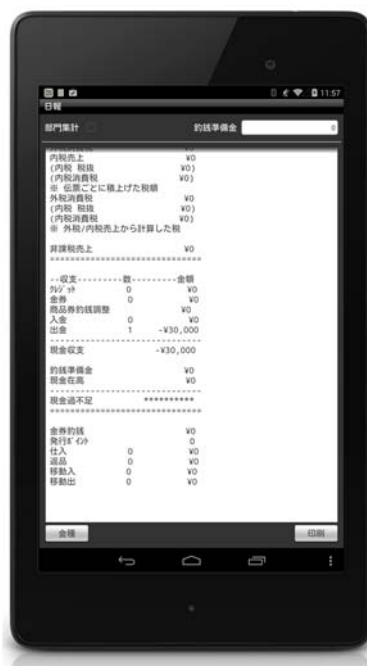 11:57
日報
部門集計
釣銭準備金 0
内税売上 ¥0
(内税 税抜 ¥0)
(内税消費税 ¥0)
※ 伝票ごとに積上げた税額
外税消費税 ¥0
(内税 税抜 ¥0)
(内税消費税 ¥0)
※ 外税/内税売上から計算した税
非課税売上 ¥0
==============================
--収支---------数---------金額
ｸﾚｼﾞｯﾄ 0 ¥0
金券 0 ¥0
商品券釣銭調整 ¥0
入金 0 ¥0
出金 1 -¥30,000
------------------------------
現金収支 -¥30,000
釣銭準備金 ¥0
現金在高 ¥0
------------------------------
現金過不足 **********
==============================
金券釣銭 ¥0
発行ﾎﾟｲﾝﾄ 0
仕入 0 ¥0
返品 0 ¥0
移動入 0 ¥0
移動出 0 ¥0
金種
印刷